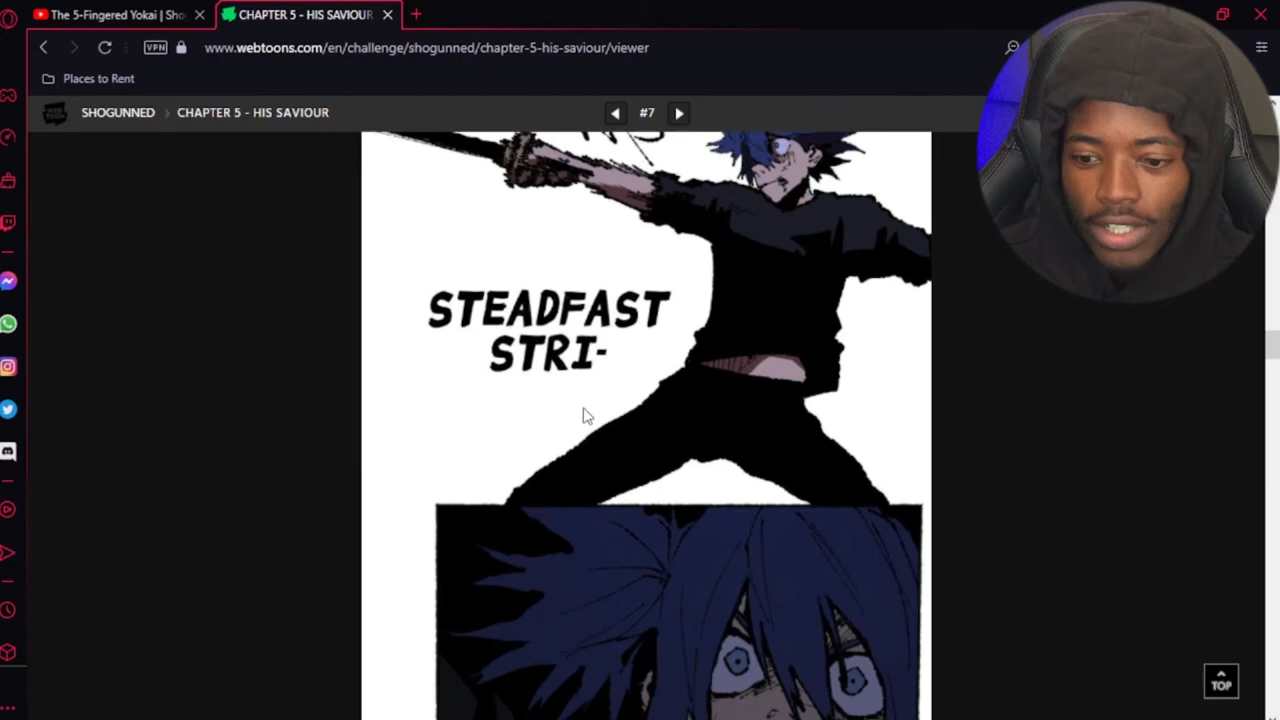 The 5-Fingered Yokai | Sho
CHAPTER 5 - HIS SAVIOUR
VPN
www.webtoons.com/en/challenge/shogunned/chapter-5-his-saviour/viewer
Places to Rent
SHOGUNNED
CHAPTER 5 - HIS SAVIOUR
#7
STEADFAST
STRI-
TOP